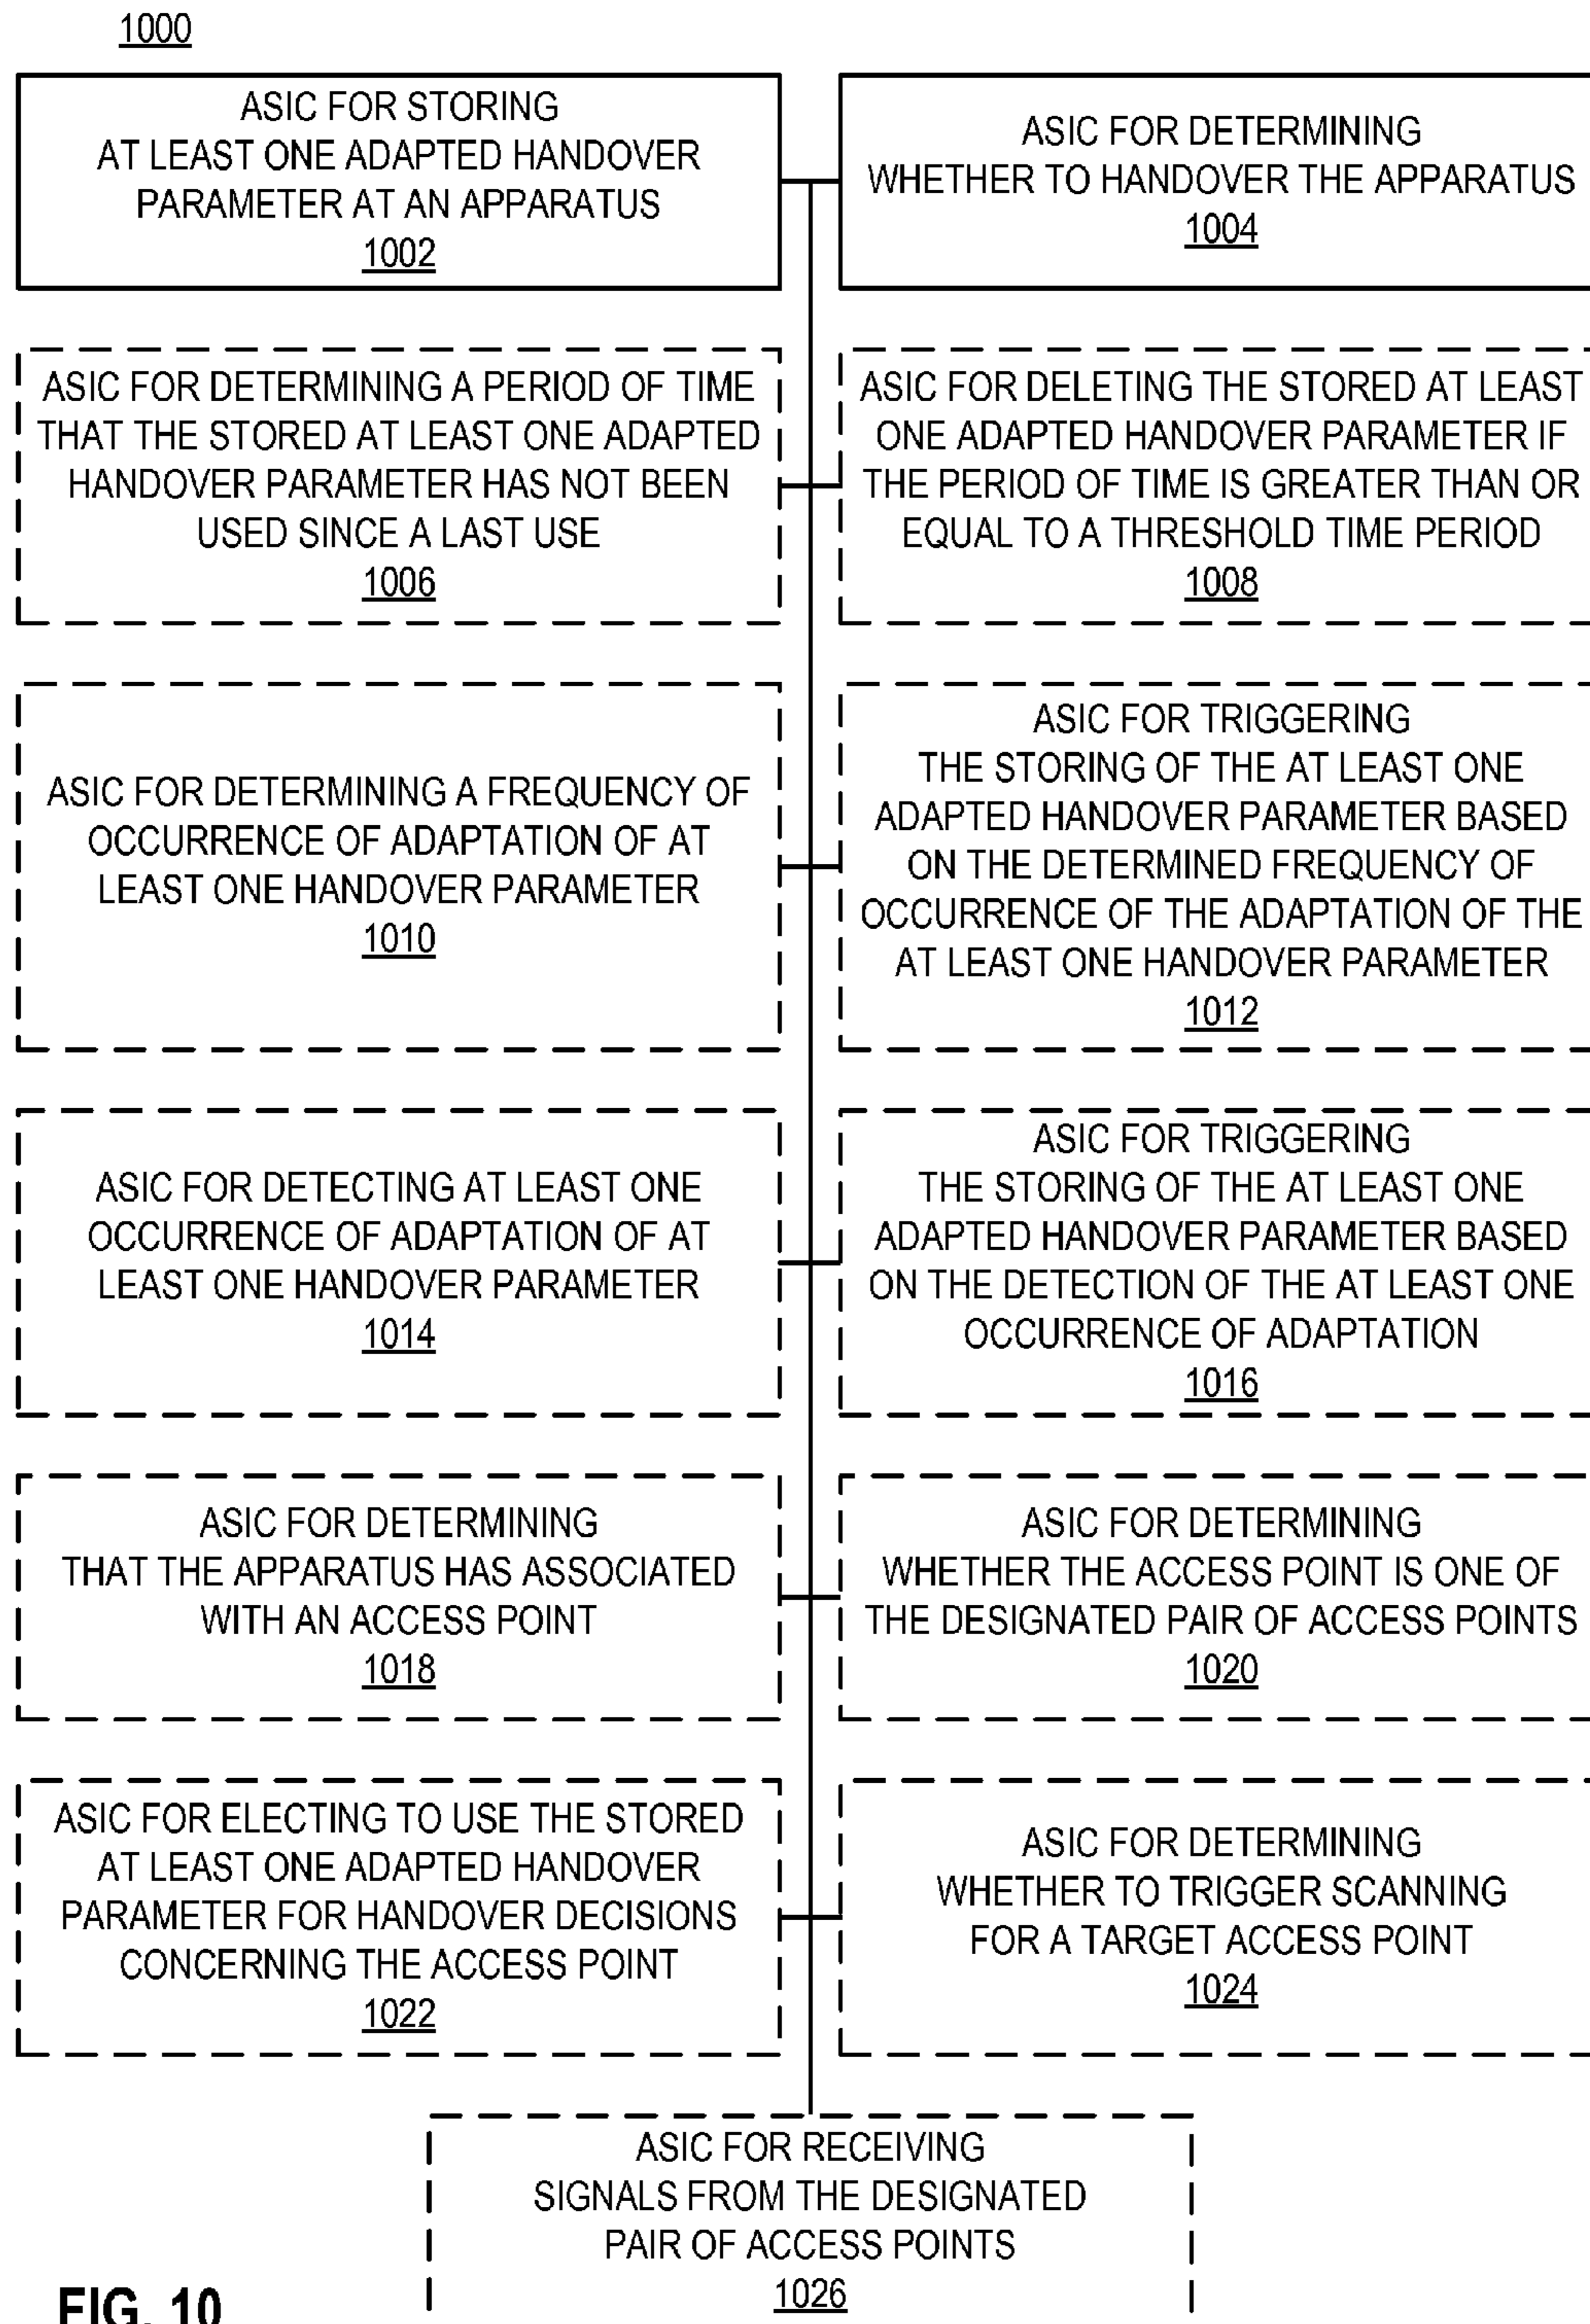 1000
ASIC FOR STORING
AT LEAST ONE ADAPTED HANDOVER
PARAMETER AT AN APPARATUS
1002
ASIC FOR DETERMINING
WHETHER TO HANDOVER THE APPARATUS
1004
ASIC FOR DETERMINING A PERIOD OF TIME
THAT THE STORED AT LEAST ONE ADAPTED
HANDOVER PARAMETER HAS NOT BEEN
USED SINCE A LAST USE
1006
ASIC FOR DELETING THE STORED AT LEAST
ONE ADAPTED HANDOVER PARAMETER IF
THE PERIOD OF TIME IS GREATER THAN OR
EQUAL TO A THRESHOLD TIME PERIOD
1008
ASIC FOR DETERMINING A FREQUENCY OF
OCCURRENCE OF ADAPTATION OF AT
LEAST ONE HANDOVER PARAMETER
1010
ASIC FOR TRIGGERING
THE STORING OF THE AT LEAST ONE
ADAPTED HANDOVER PARAMETER BASED
ON THE DETERMINED FREQUENCY OF
OCCURRENCE OF THE ADAPTATION OF THE
AT LEAST ONE HANDOVER PARAMETER
1012
ASIC FOR DETECTING AT LEAST ONE
OCCURRENCE OF ADAPTATION OF AT
LEAST ONE HANDOVER PARAMETER
1014
ASIC FOR TRIGGERING
THE STORING OF THE AT LEAST ONE
ADAPTED HANDOVER PARAMETER BASED
ON THE DETECTION OF THE AT LEAST ONE
OCCURRENCE OF ADAPTATION
1016
ASIC FOR DETERMINING
THAT THE APPARATUS HAS ASSOCIATED
WITH AN ACCESS POINT
1018
ASIC FOR DETERMINING
WHETHER THE ACCESS POINT IS ONE OF
THE DESIGNATED PAIR OF ACCESS POINTS
1020
ASIC FOR ELECTING TO USE THE STORED
AT LEAST ONE ADAPTED HANDOVER
PARAMETER FOR HANDOVER DECISIONS
CONCERNING THE ACCESS POINT
1022
ASIC FOR DETERMINING
WHETHER TO TRIGGER SCANNING
FOR A TARGET ACCESS POINT
1024
ASIC FOR RECEIVING
SIGNALS FROM THE DESIGNATED
PAIR OF ACCESS POINTS
1026
FIG. 10